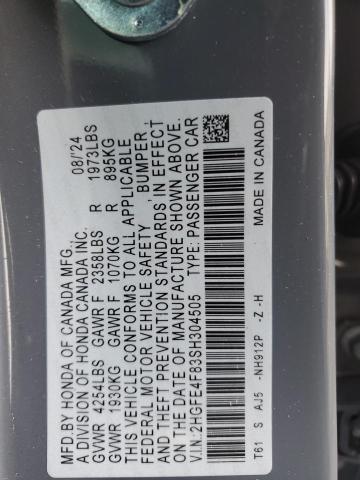 MFD.BY HONDA OF CANADA MFG., 08/'24
A DIVISION OF HONDA CANADA INC.
GVWR 4254LBS GAWR F 2358LBS R 1973LBS
GVWR 1930KG GAWR F 1070KG R 895KG
THIS VEHICLE CONFORMS TO ALL APPLICABLE
FEDERAL MOTOR VEHICLE SAFETY, BUMPER,
AND THEFT PREVENTION STANDARDS IN EFFECT
ON THE DATE OF MANUFACTURE SHOWN ABOVE.
V.I.N:2HGFE4F83SH304505 TYPE: PASSENGER CAR
T61 S AJ5 -NH912P -Z -H MADE IN CANADA